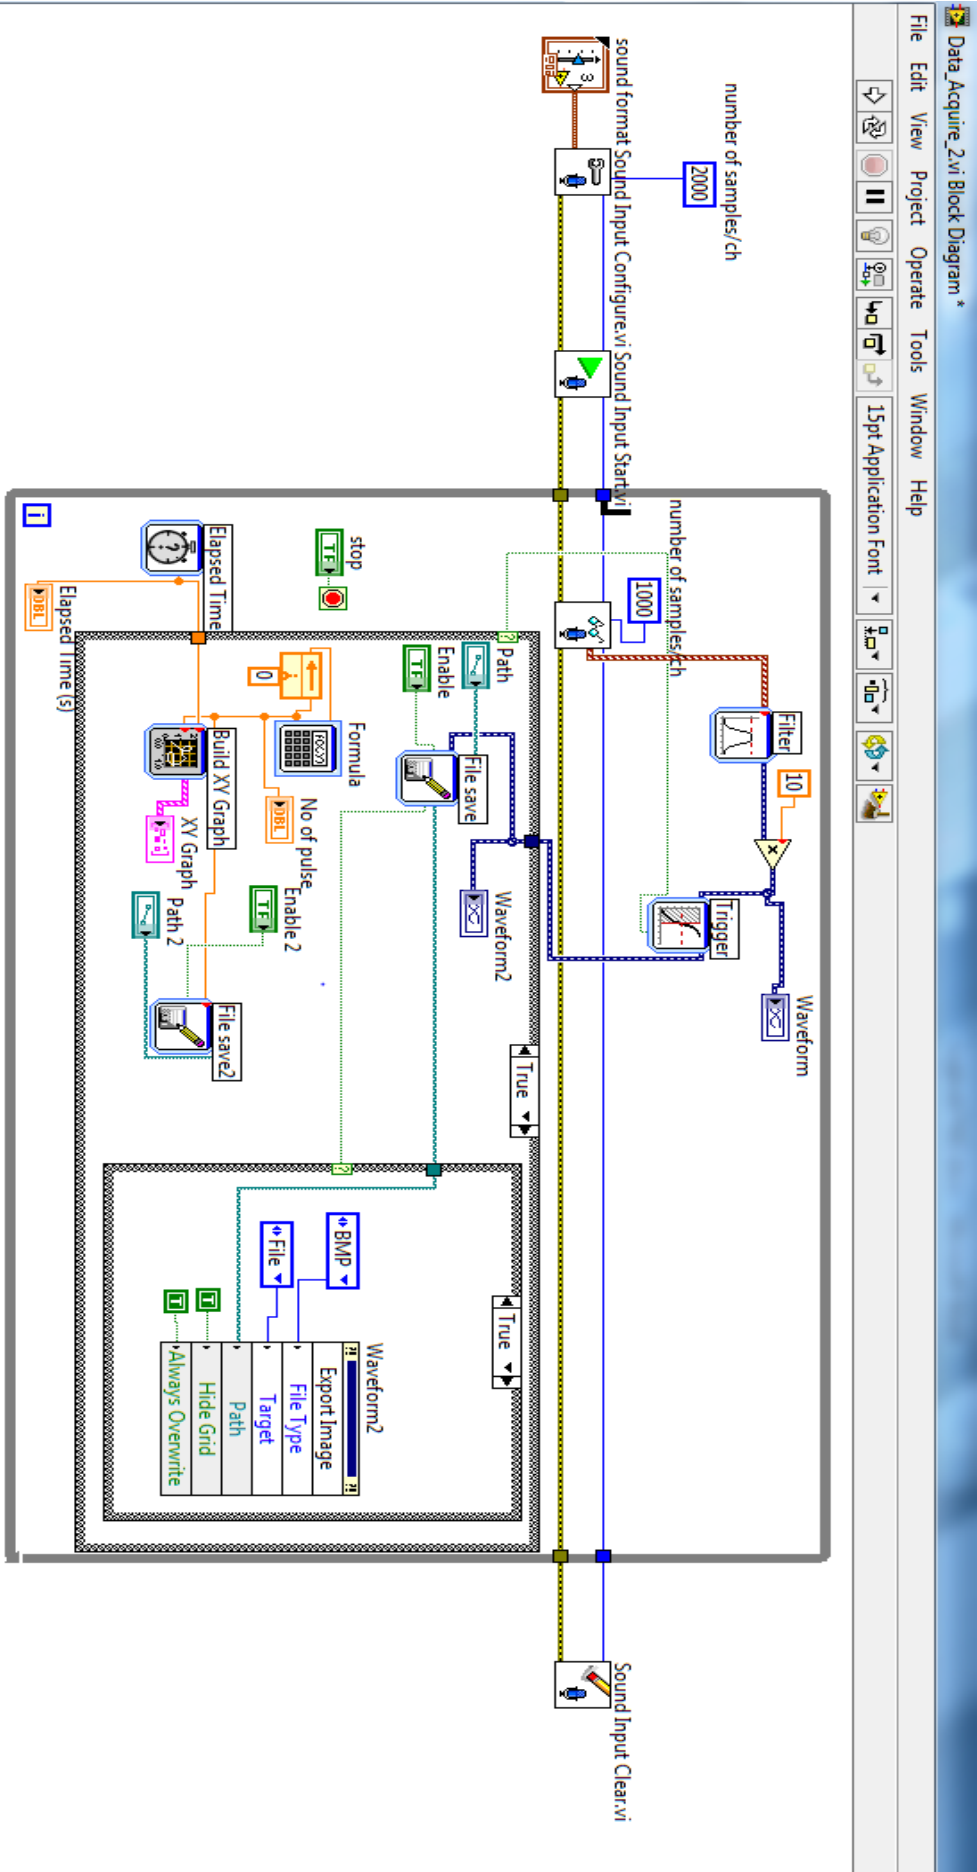 Data_Acquire_2.vi Block Diagram *
File Edit View Project Operate Tools Window Help
15pt Application Font
number of samples/ch
2000
sound format
Sound Input Configure.vi
Sound Input Start.vi
number of samples/ch
1000
Filter
10
Trigger
Waveform
Sound Input Clear.vi
stop
TF
Elapsed Time
DBL
Elapsed Time (s)
i
True
Path
Enable
TF
File save
Waveform2
Formula
0
No of pulse
DBL
Build XY Graph
XY Graph
Enable 2
TF
Path 2
File save2
True
BMP
File
T
T
Waveform2
Export Image
File Type
Target
Path
Hide Grid
Always Overwrite